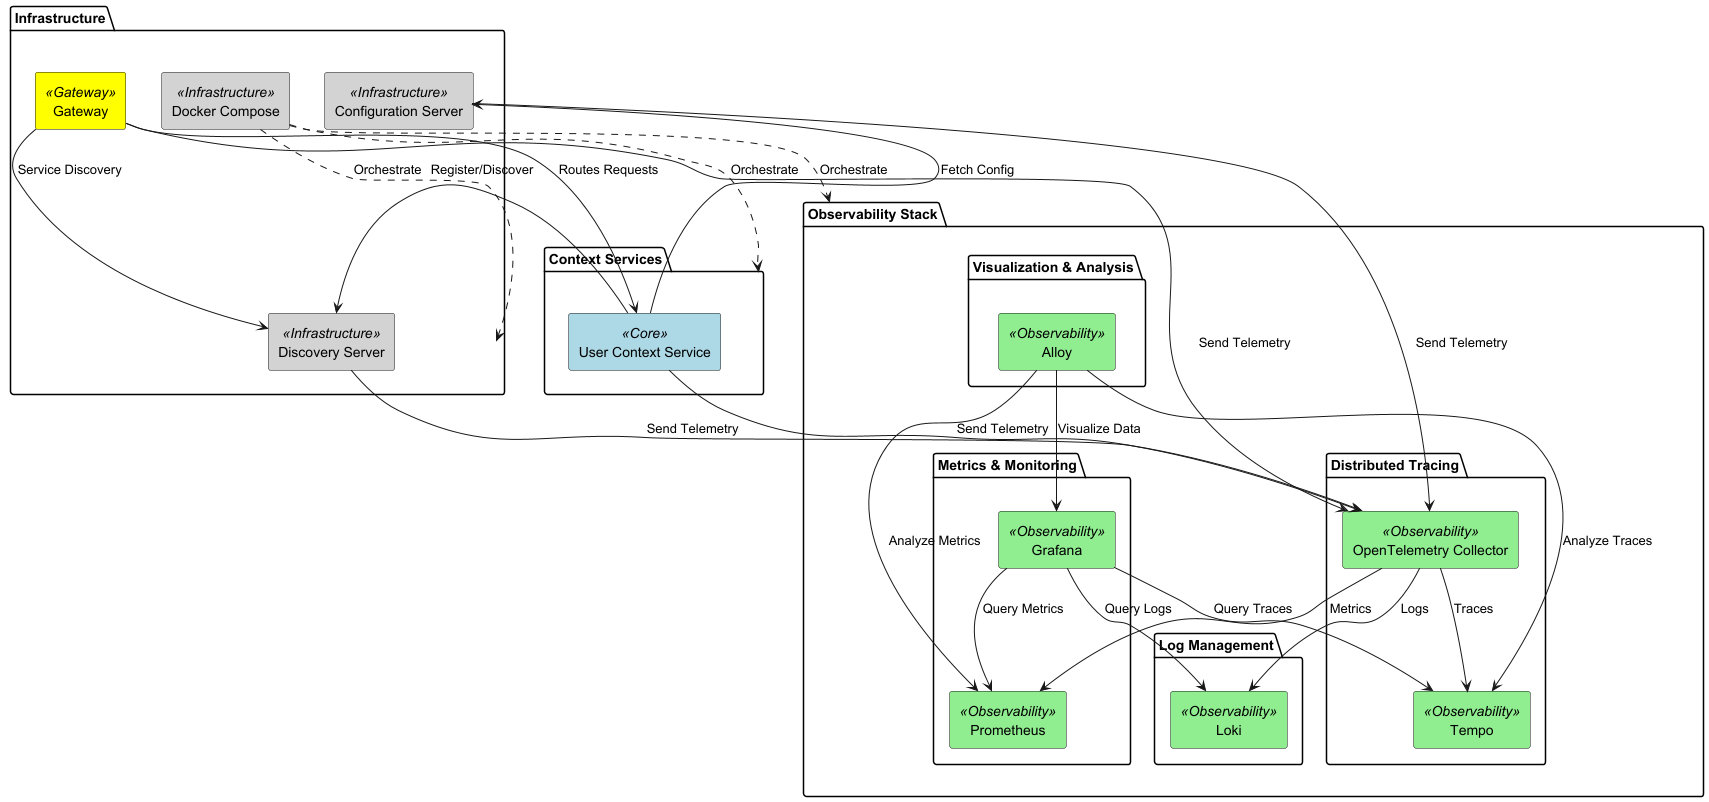 Infrastructure
«Gateway»
Gateway
«Infrastructure»
Docker Compose
«Infrastructure»
Configuration Server
Service Discovery
Orchestrate
Register/Discover
Routes Requests
Orchestrate
Orchestrate
Fetch Config
Observability Stack
Context Services
Visualization & Analysis
«Infrastructure»
Discovery Server
«Core»
User Context Service
«Observability»
Alloy
Send Telemetry
Send Telemetry
Send Telemetry
Send Telemetry
Visualize Data
Metrics & Monitoring
Distributed Tracing
«Observability»
Grafana
«Observability»
OpenTelemetry Collector
Analyze Metrics
Analyze Traces
Query Metrics
Query Logs
Query Traces
Metrics
Logs
Traces
Log Management
«Observability»
Prometheus
«Observability»
Loki
«Observability»
Tempo